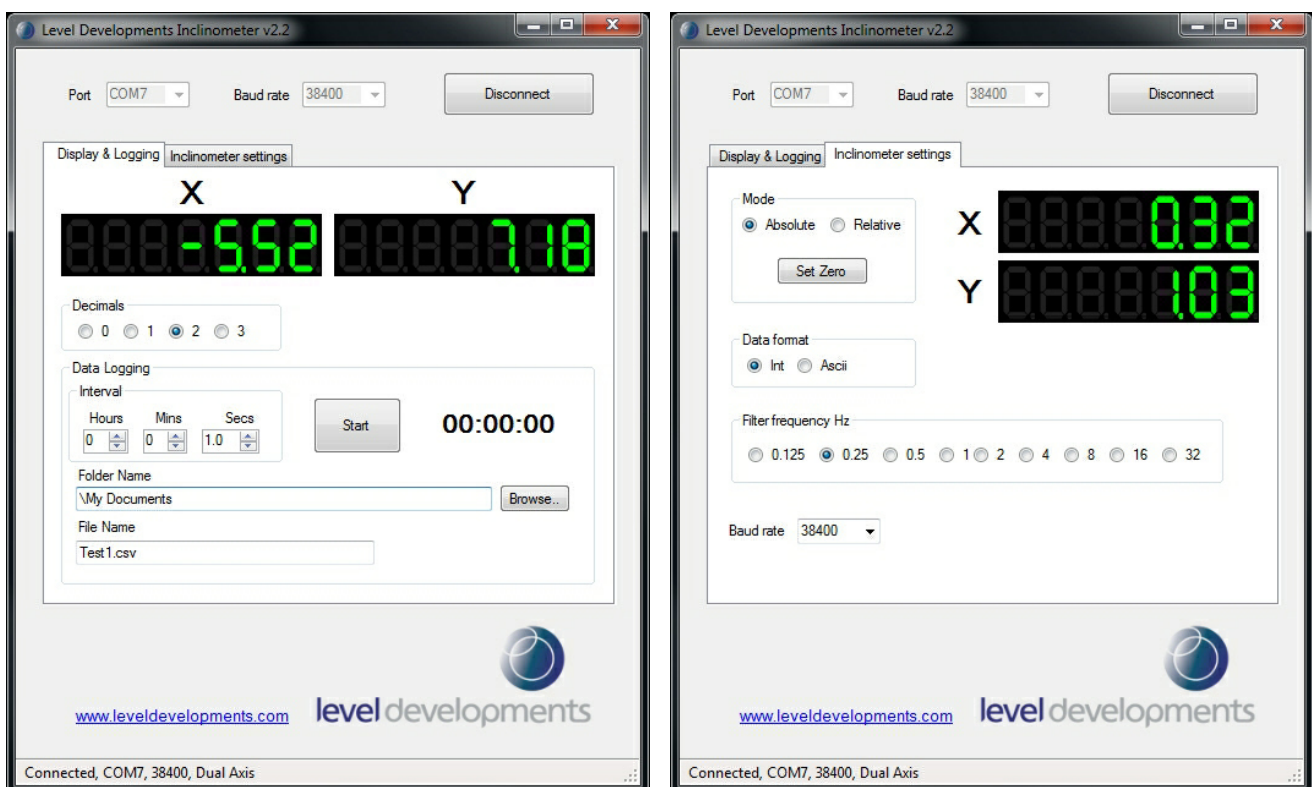 Level Developments Inclinometer v2.2
Port COM7 Baud rate 38400 Disconnect
Display & Logging Inclinometer settings
X Y
-5.52 7.18
Decimals
0 1 2 3
Data Logging
Interval
Hours Mins Secs
0 0 1.0 Start 00:00:00
Folder Name
\My Documents Browse..
File Name
Test1.csv
www.leveldevelopments.com level developments
Connected, COM7, 38400, Dual Axis
Level Developments Inclinometer v2.2
Port COM7 Baud rate 38400 Disconnect
Display & Logging Inclinometer settings
Mode
Absolute Relative X 0.32
Set Zero Y 1.03
Data format
Int Ascii
Filter frequency Hz
0.125 0.25 0.5 1 2 4 8 16 32
Baud rate 38400
www.leveldevelopments.com level developments
Connected, COM7, 38400, Dual Axis